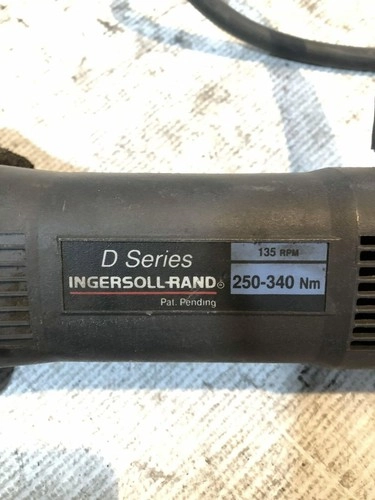 D Series
INGERSOLL-RAND®
Pat. Pending
135 RPM
250-340 Nm